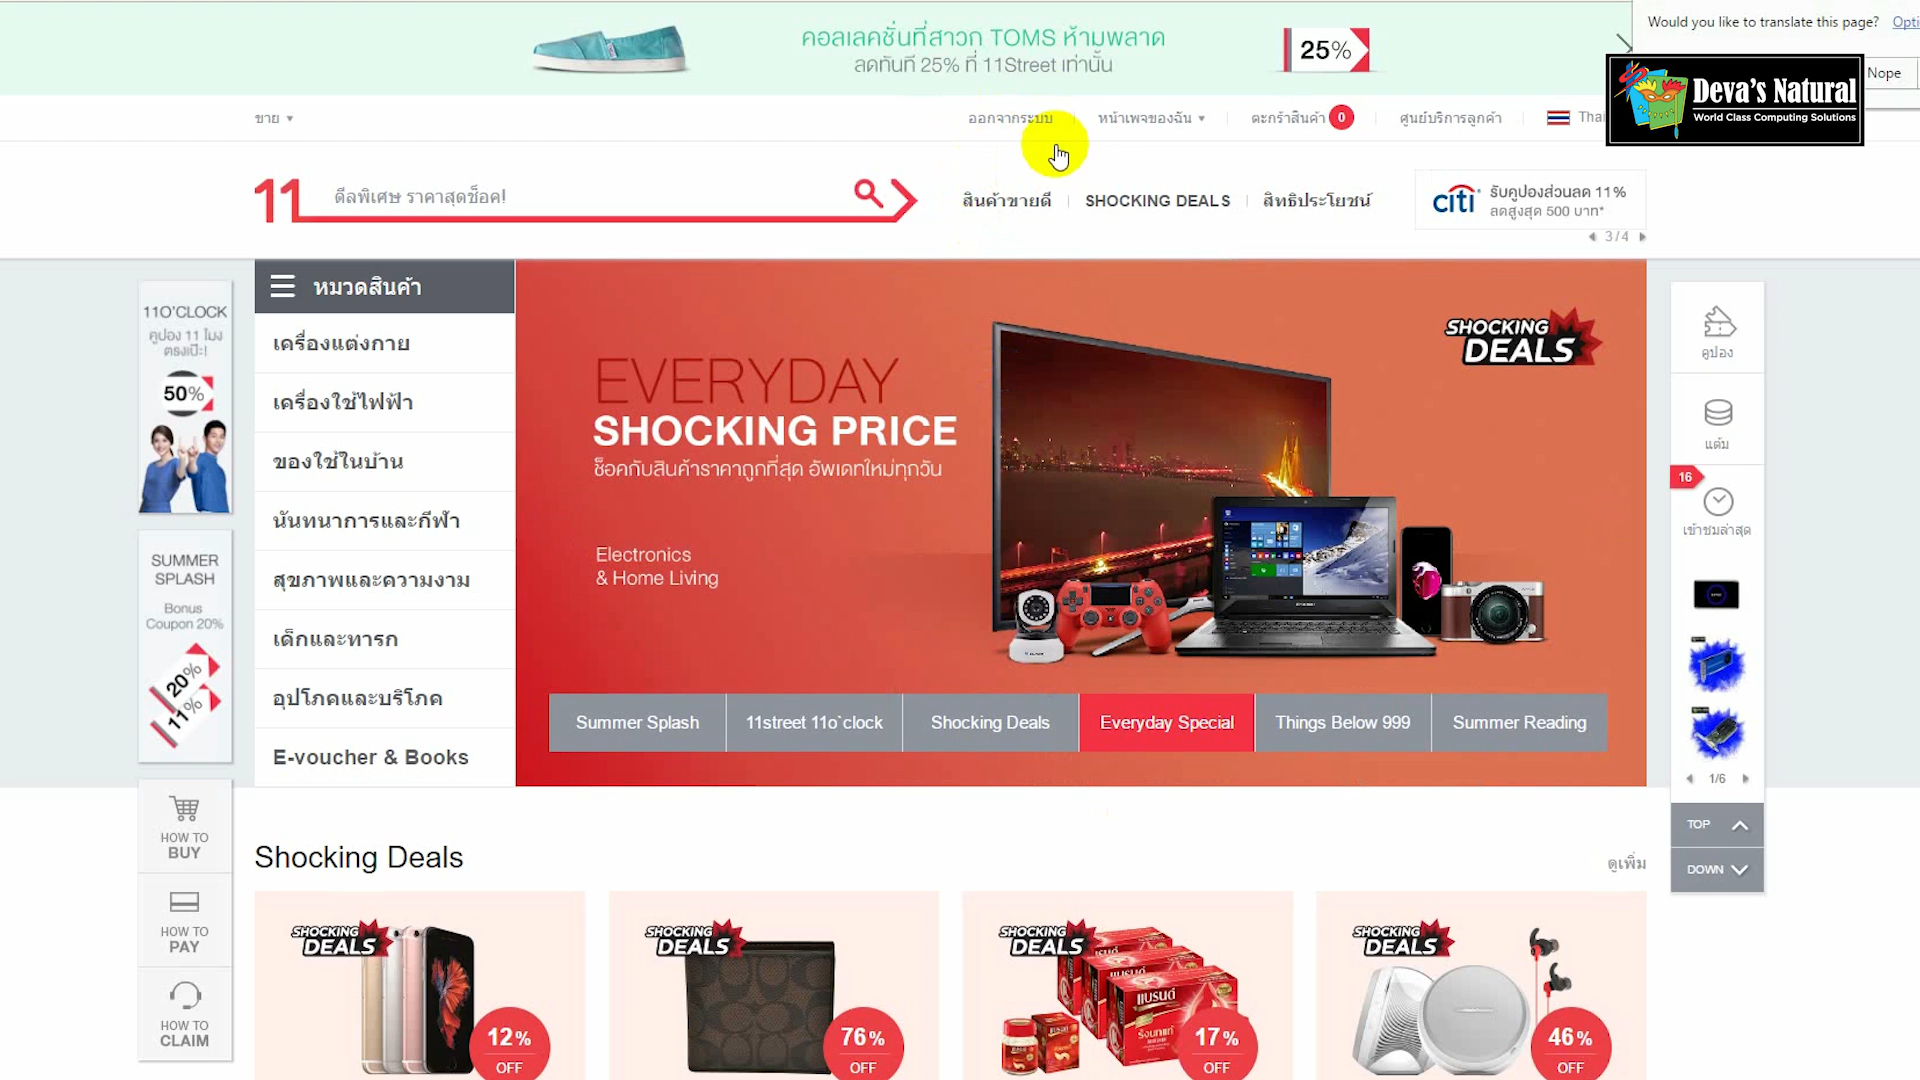 คอลเลคชั่นที่สาวก TOMS ห้ามพลาด
ลดทันที 25% ที่ 11Street เท่านั้น
25%
Would you like to translate this page?
Nope
Deva's Natural
World Class Computing Solutions
ขาย
ออกจากระบบ
หน้าเพจของฉัน
ตะกร้าสินค้า 0
ศูนย์บริการลูกค้า
Thai
11
ดีลพิเศษ ราคาสุดช็อค!
สินค้าขายดี
SHOCKING DEALS
สิทธิประโยชน์
citi
รับคูปองส่วนลด 11%
ลดสูงสุด 500 บาท*
3/4
11O'CLOCK
คูปอง 11 โมง
ตรงเป๊ะ!
50%
SUMMER
SPLASH
Bonus
Coupon 20%
20%
11%
HOW TO
BUY
HOW TO
PAY
HOW TO
CLAIM
หมวดสินค้า
เครื่องแต่งกาย
เครื่องใช้ไฟฟ้า
ของใช้ในบ้าน
นันทนาการและกีฬา
สุขภาพและความงาม
เด็กและทารก
อุปโภคและบริโภค
E-voucher & Books
EVERYDAY
SHOCKING PRICE
ช็อคกับสินค้าราคาถูกที่สุด อัพเดทใหม่ทุกวัน
Electronics
& Home Living
SHOCKING
DEALS
Summer Splash
11street 11o`clock
Shocking Deals
Everyday Special
Things Below 999
Summer Reading
คูปอง
แต้ม
16
เข้าชมล่าสุด
1/6
TOP
DOWN
Shocking Deals
ดูเพิ่ม
SHOCKING
DEALS
12%
OFF
SHOCKING
DEALS
76%
OFF
SHOCKING
DEALS
แบรนด์
17%
OFF
SHOCKING
DEALS
46%
OFF